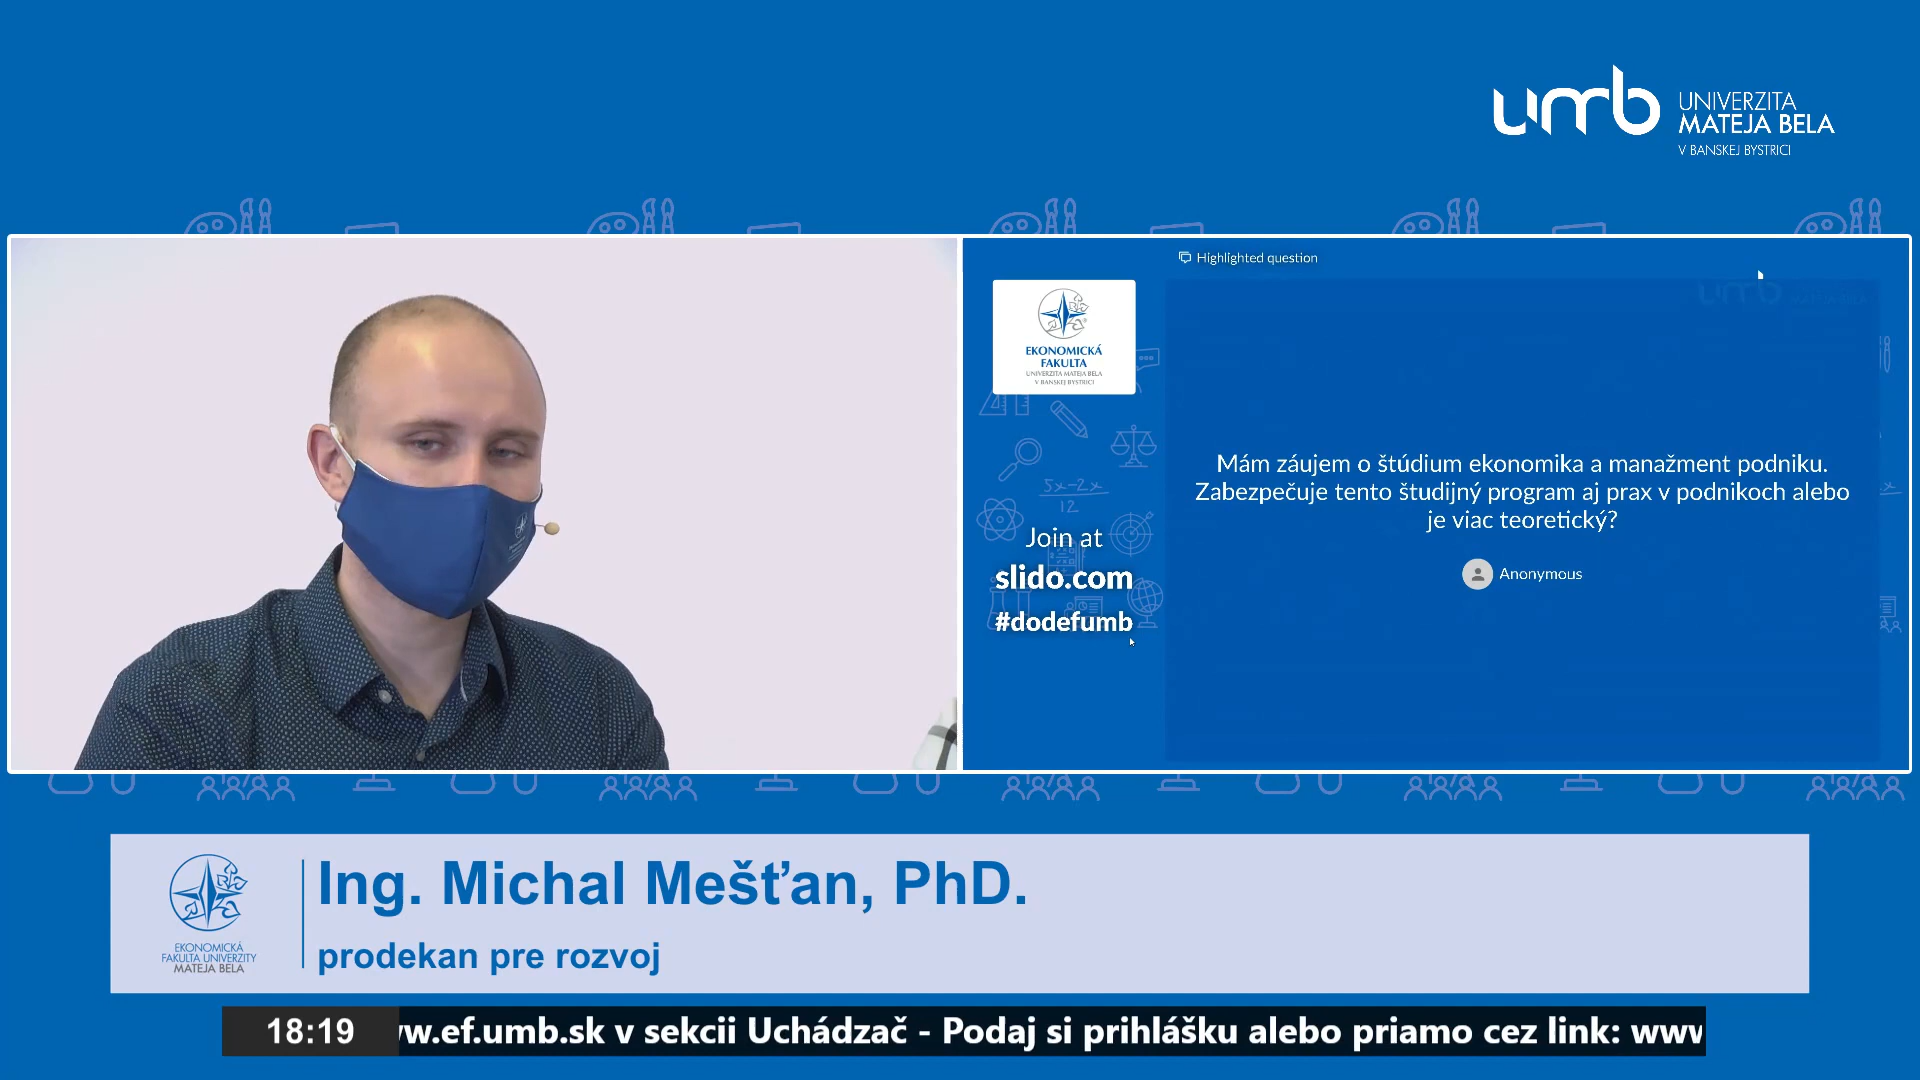 umb
UNIVERZITA
MATEJA BELA
V BANSKEJ BYSTRICI
Highlighted question
EKONOMICKÁ
FAKULTA
UNIVERZITA MATEJA BELA
V BANSKEJ BYSTRICI
5x-2x
12
Join at
slido.com
#dodefumb
Mám záujem o štúdium ekonomika a manažment podniku.
Zabezpečuje tento študijný program aj prax v podnikoch alebo
je viac teoretický?
Anonymous
EKONOMICKÁ
FAKULTA UNIVERZITY
MATEJA BELA
Ing. Michal Mešťan, PhD.
prodekan pre rozvoj
18:19
w.ef.umb.sk v sekcii Uchádzač - Podaj si prihlášku alebo priamo cez link: www